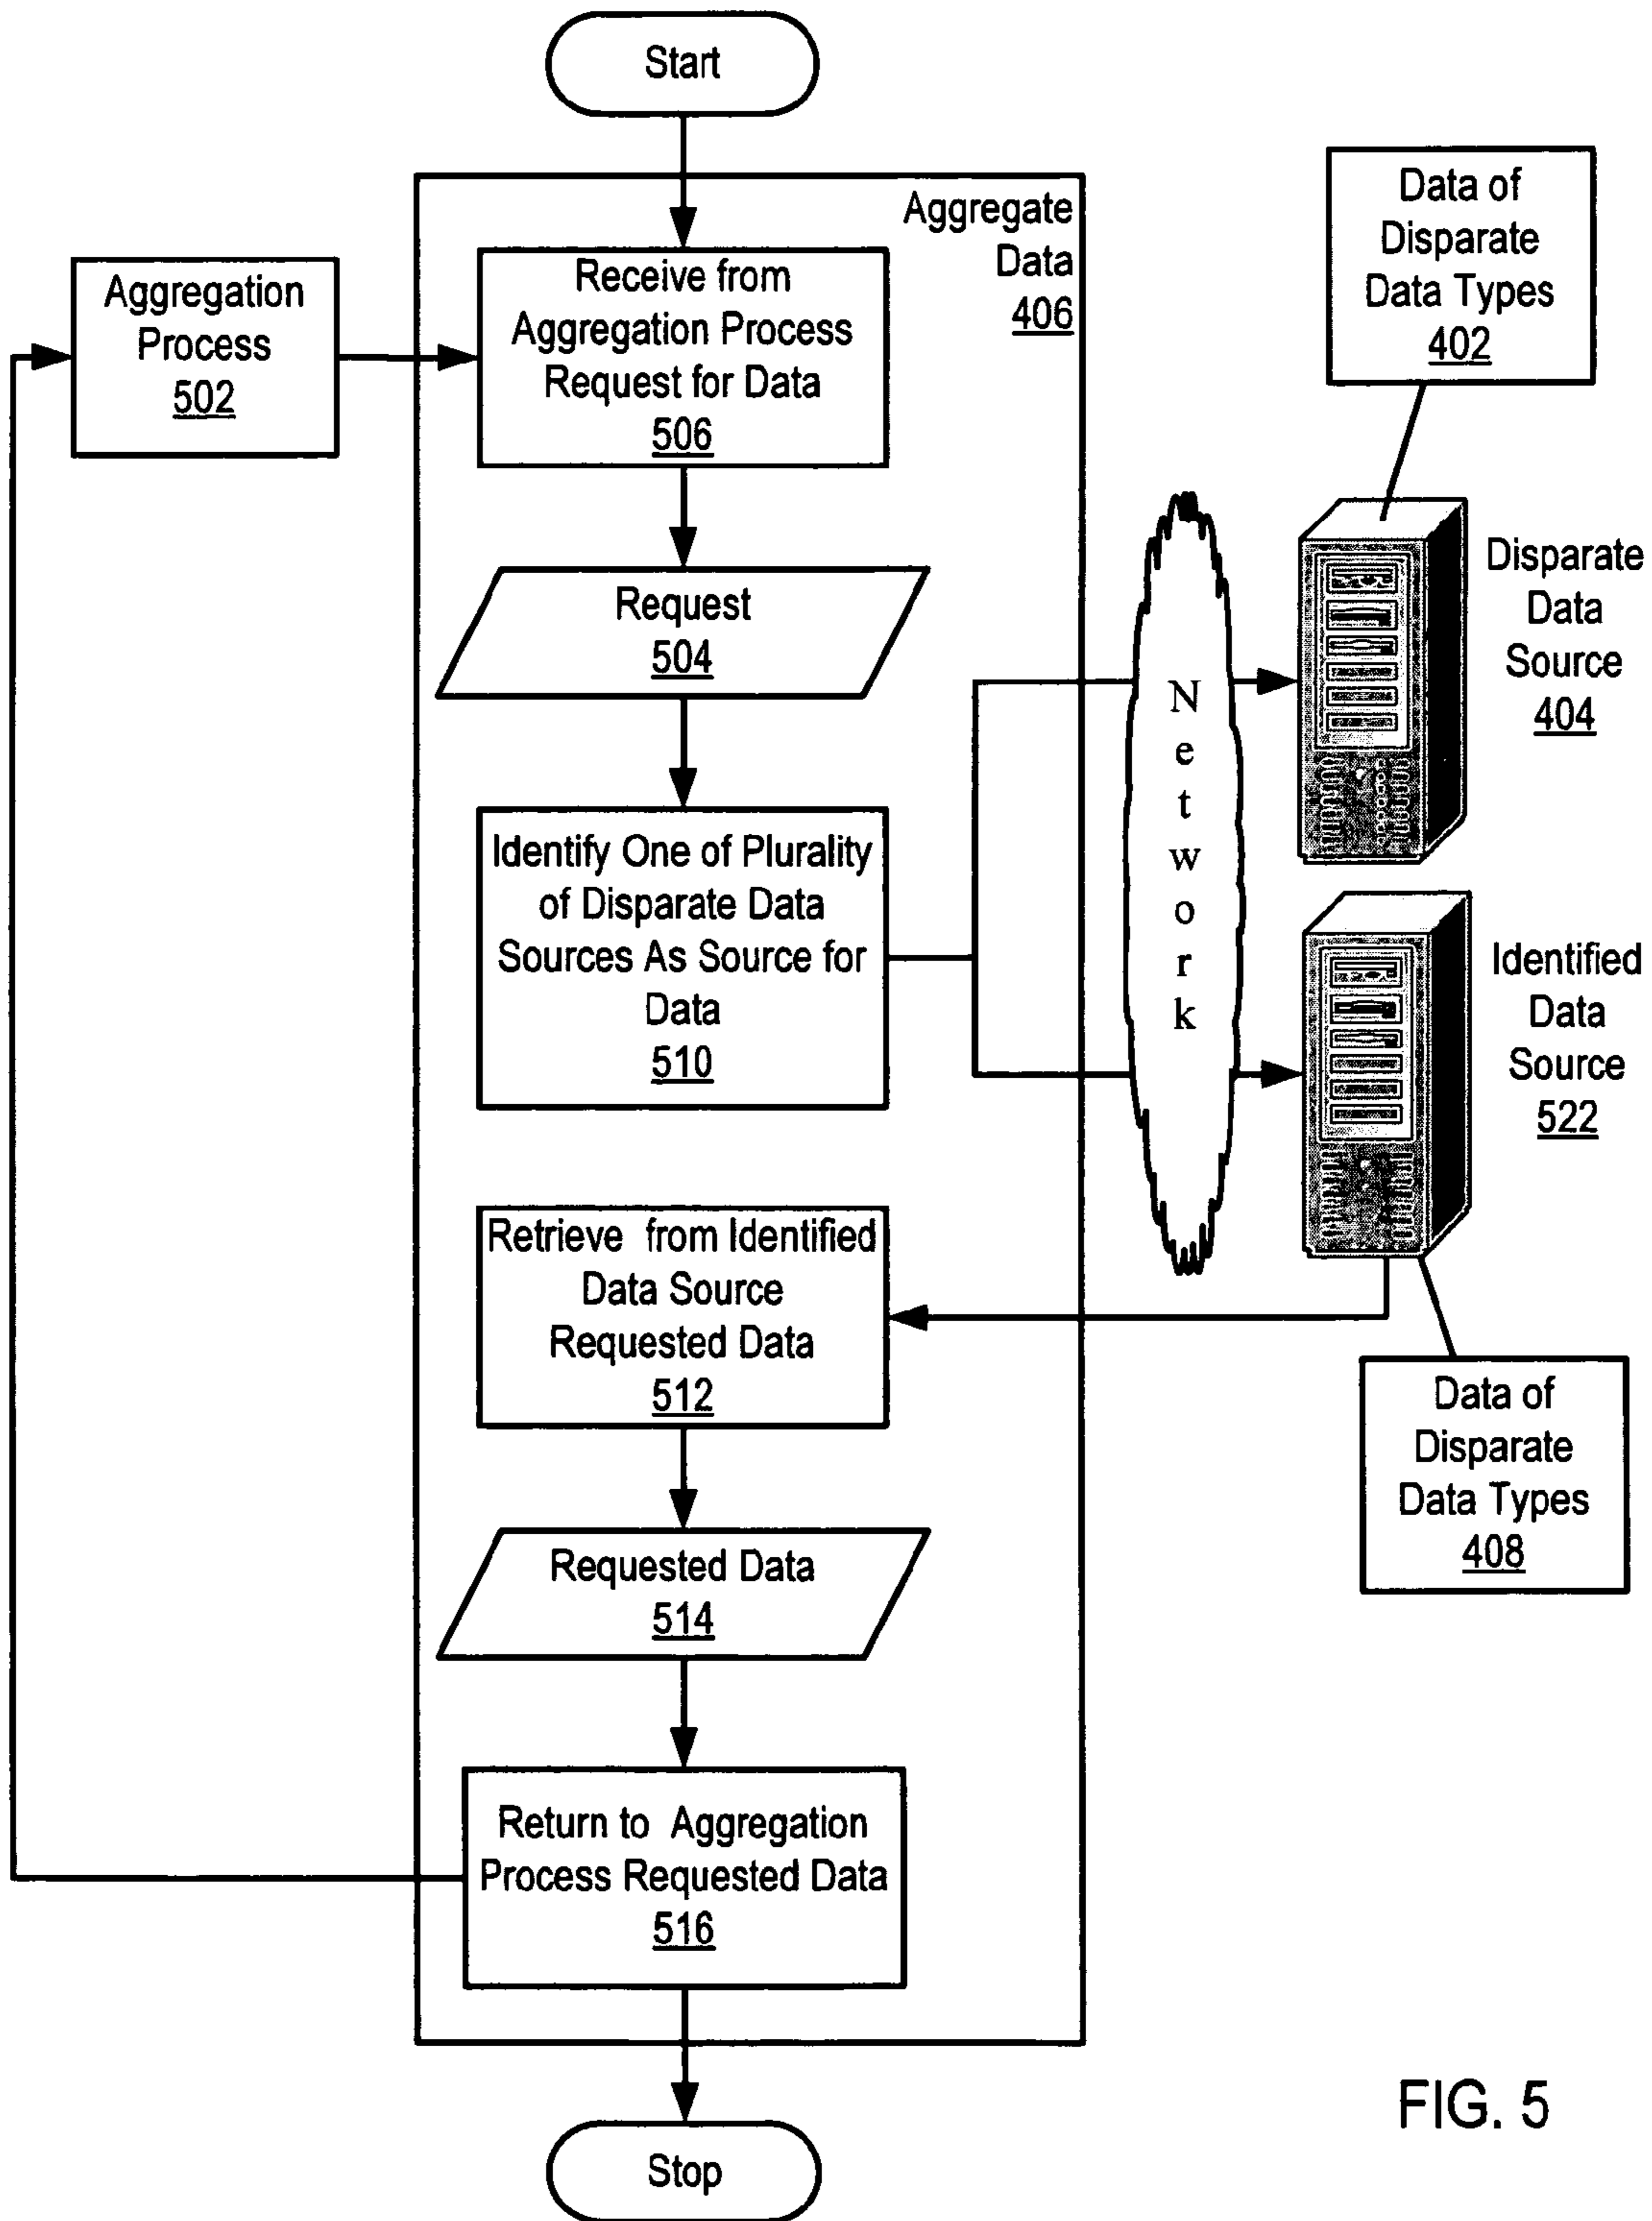 Start
Aggregate
Data
406
Aggregation
Process
502
Receive from
Aggregation Process
Request for Data
506
Data of
Disparate
Data Types
402
Request
504
Disparate
Data
Source
404
Network
Identify One of Plurality
of Disparate Data
Sources As Source for
Data
510
Identified
Data
Source
522
Retrieve from Identified
Data Source
Requested Data
512
Data of
Disparate
Data Types
408
Requested Data
514
Return to Aggregation
Process Requested Data
516
Stop
FIG. 5